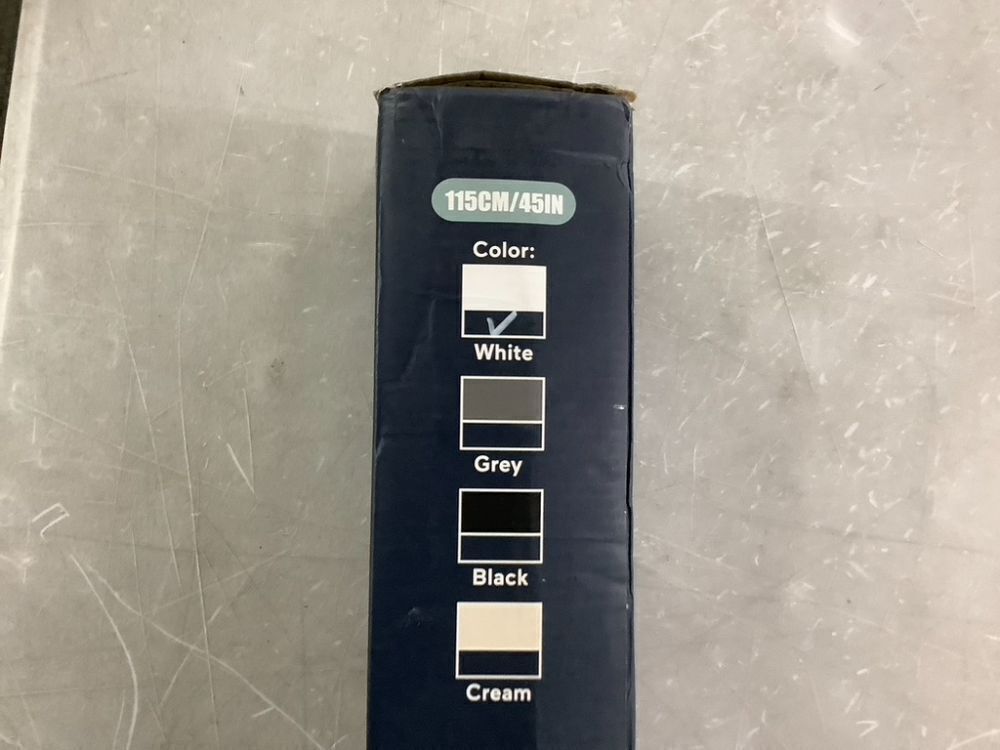 115CM/45IN
Color:
White
Grey
Black
Cream